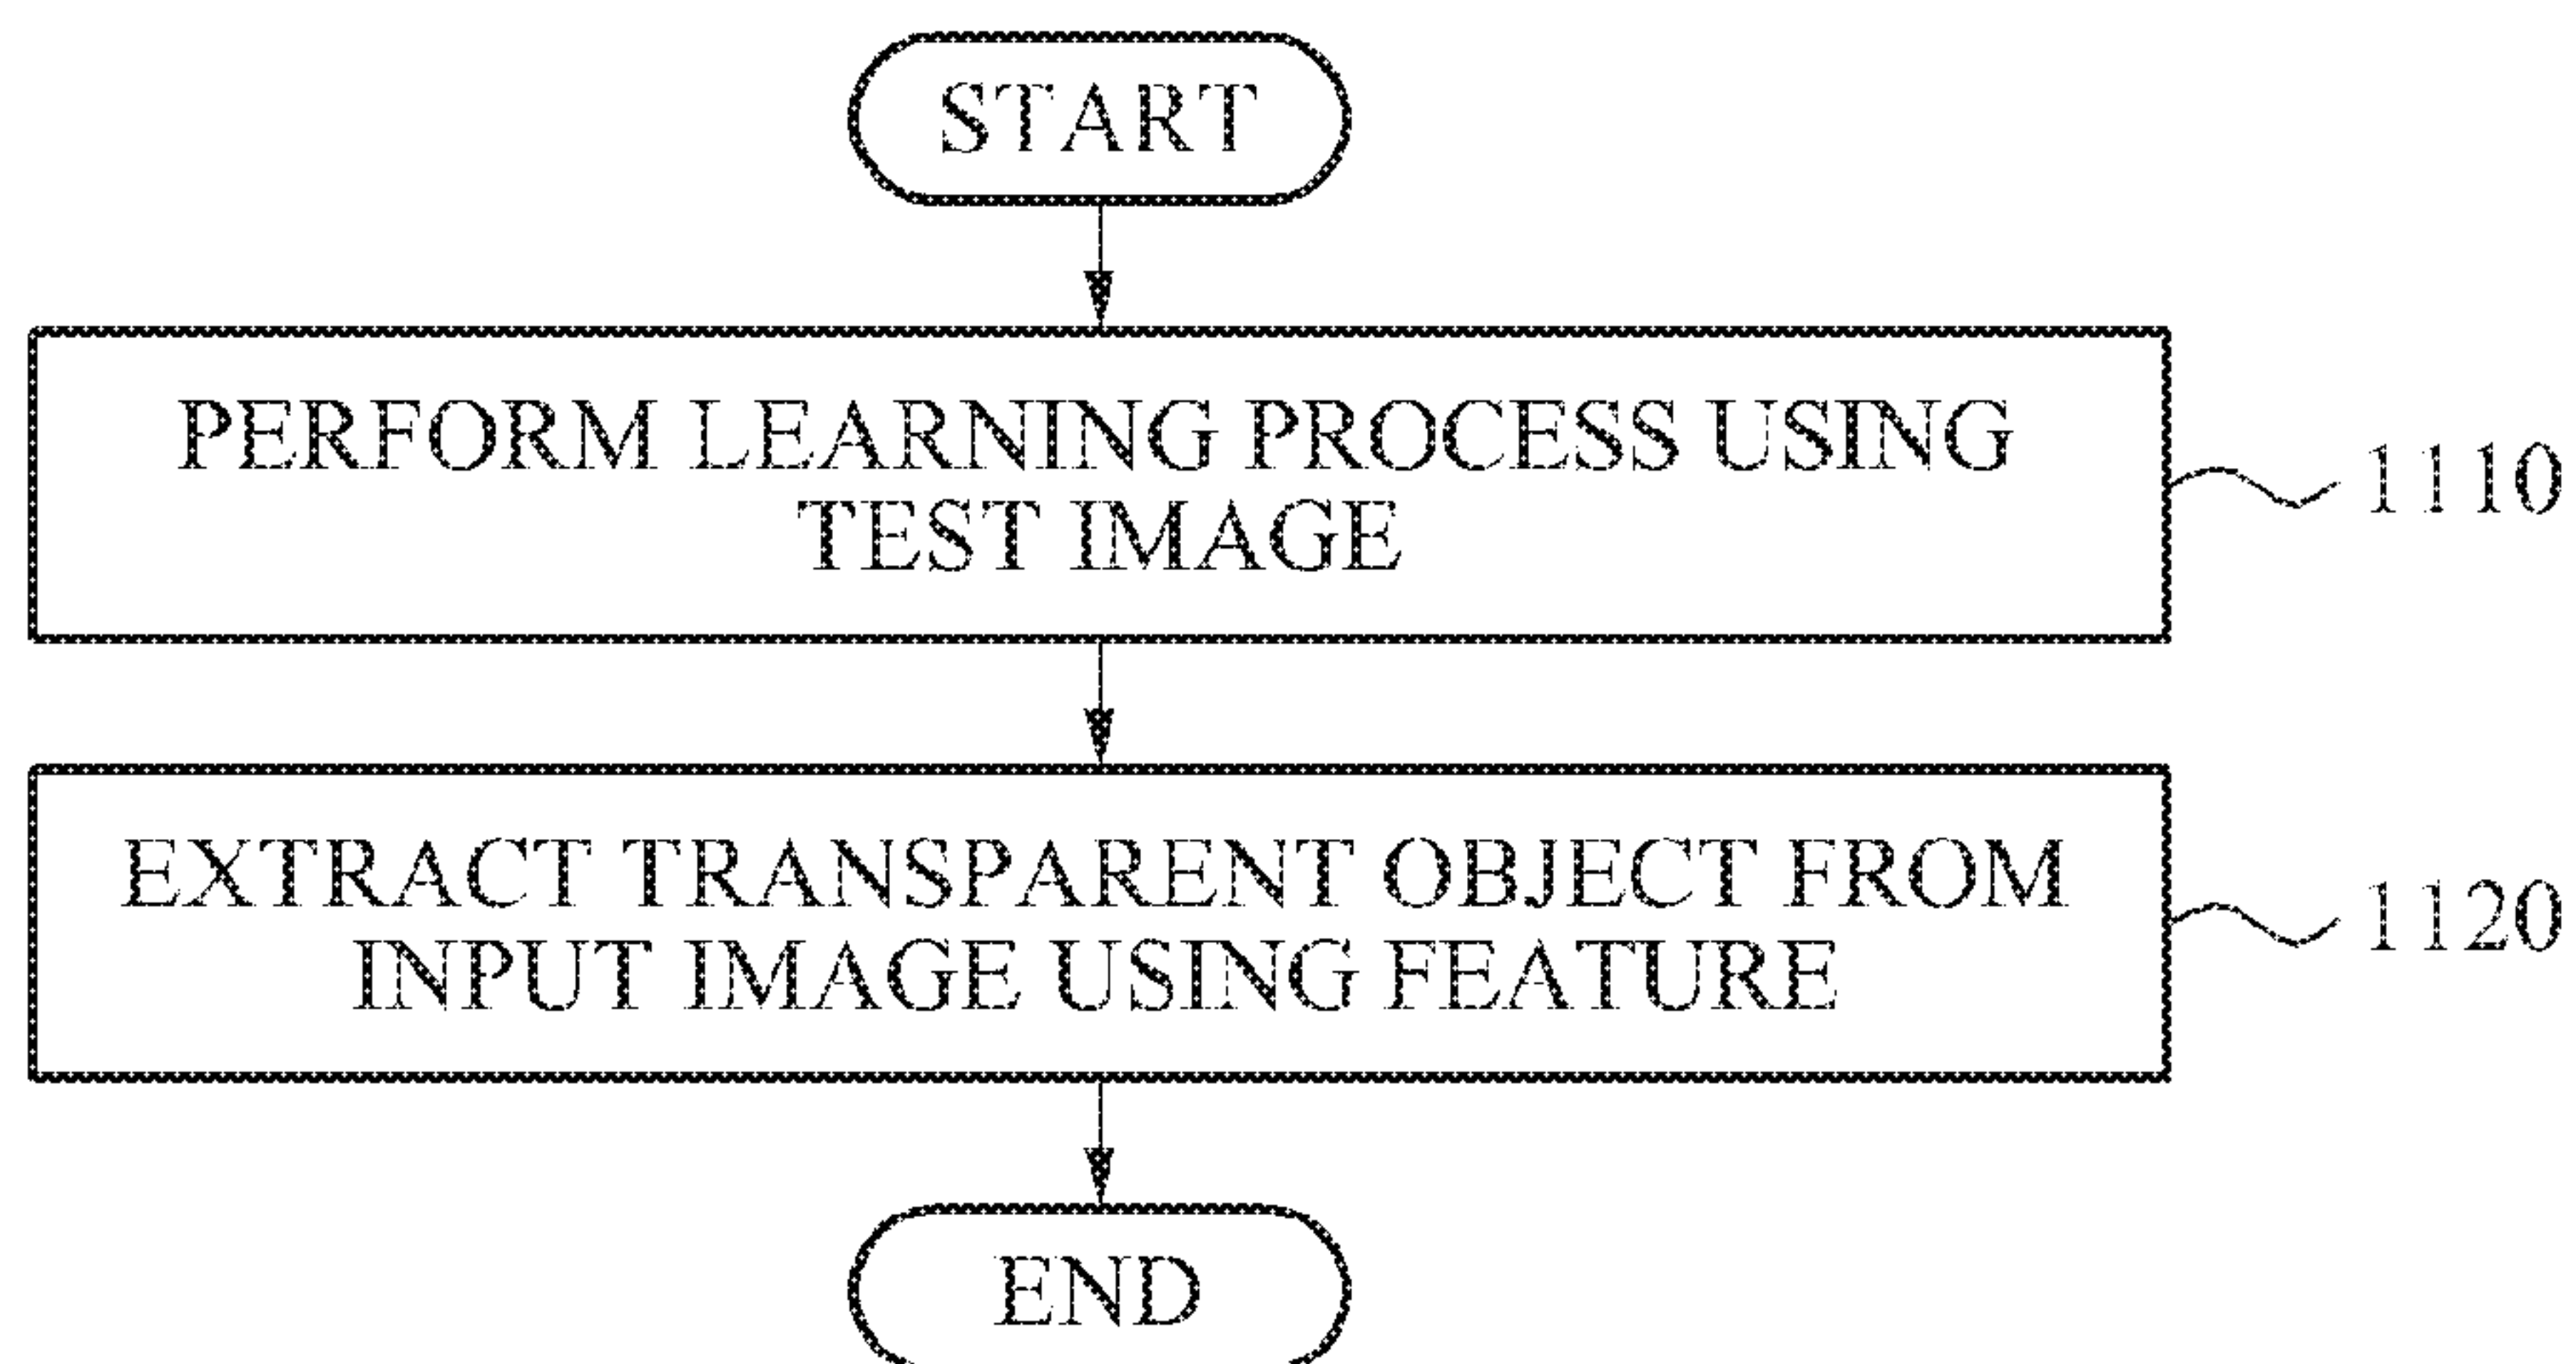 START
PERFORM LEARNING PROCESS USING
TEST IMAGE
1110
EXTRACT TRANSPARENT OBJECT FROM
INPUT IMAGE USING FEATURE
1120
END